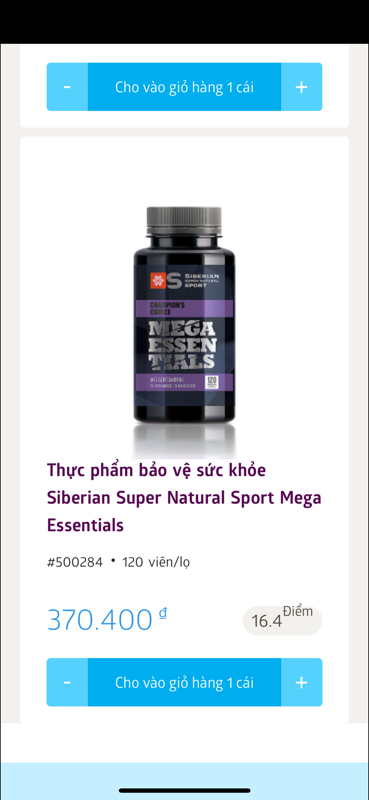 -
Cho vào giỏ hàng 1 cái
+
SIBERIAN
SUPER NATURAL
SPORT
CHAMPION'S
CHOICE
MEGA
ESSEN
TIALS
120
Thực phẩm bảo vệ sức khỏe
Siberian Super Natural Sport Mega
Essentials
#500284 • 120 viên/lọ
370.400 ₫
16.4 Điểm
-
Cho vào giỏ hàng 1 cái
+